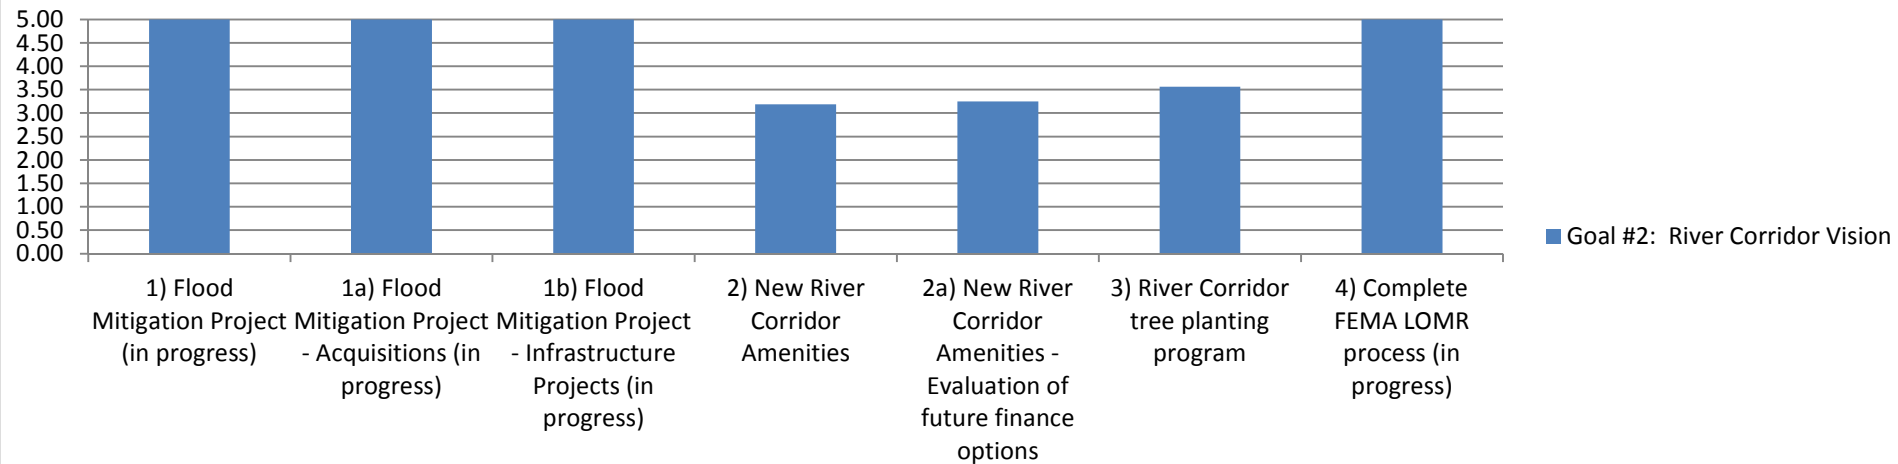 5.00
4.50
4.00
3.50
3.00
2.50
2.00
1.50
1.00
0.50
0.00
1) Flood
Mitigation Project
(in progress)
1a) Flood
Mitigation Project
- Acquisitions (in
progress)
1b) Flood
Mitigation Project
- Infrastructure
Projects (in
progress)
2) New River
Corridor
Amenities
2a) New River
Corridor
Amenities -
Evaluation of
future finance
options
3) River Corridor
tree planting
program
4) Complete
FEMA LOMR
process (in
progress)
Goal #2:  River Corridor Vision